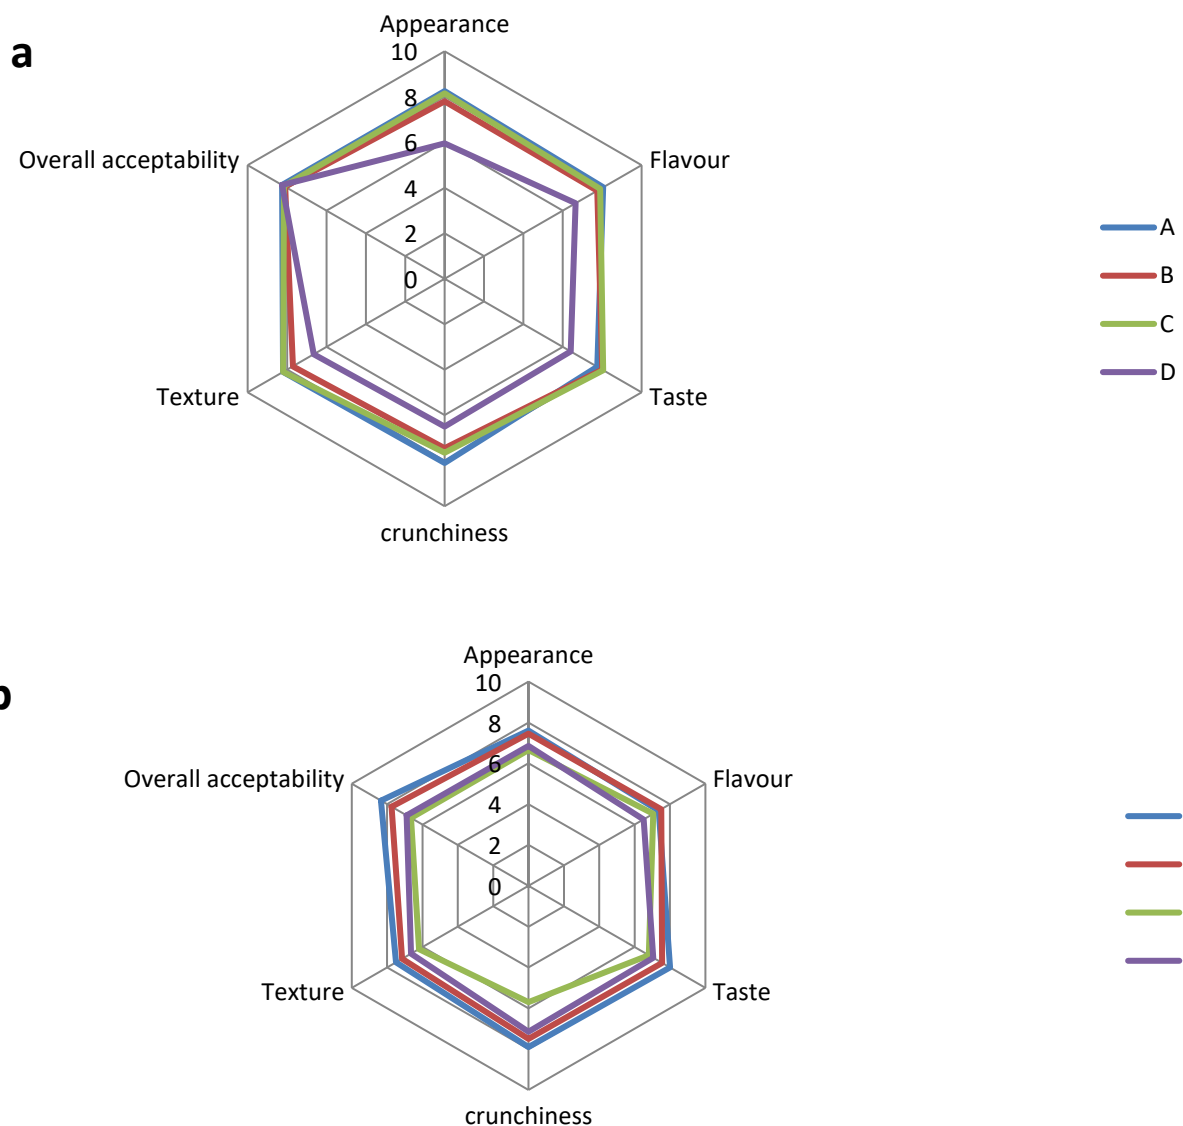 a
Appearance
10
8
6
4
2
0
Flavour
Taste
crunchiness
Texture
Overall acceptability
A
B
C
D
b
Appearance
10
8
6
4
2
0
Flavour
Taste
crunchiness
Texture
Overall acceptability